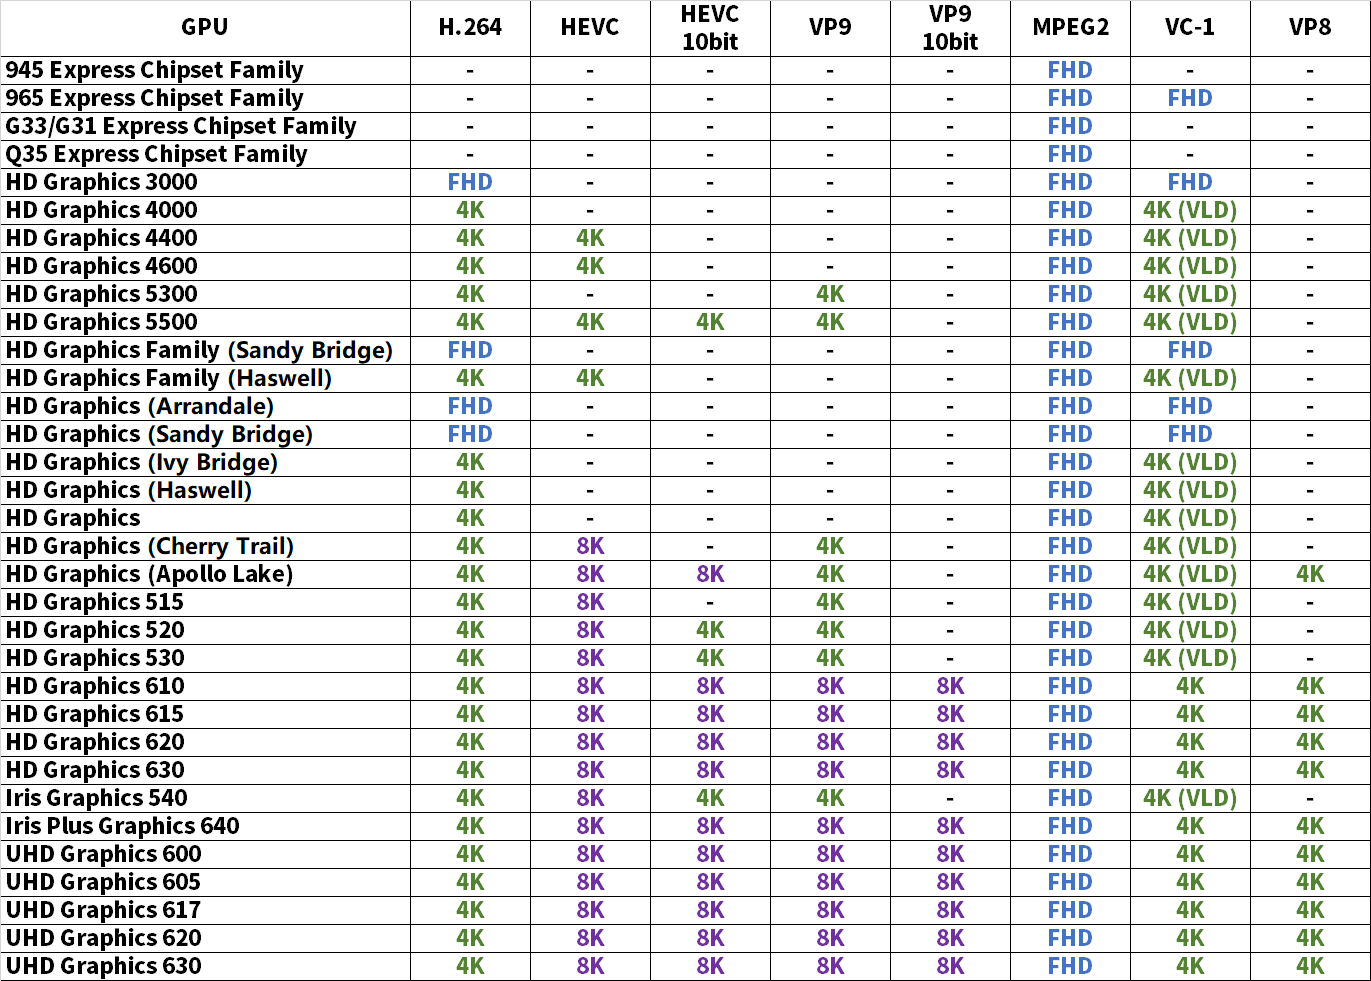 GPU H.264 HEVC HEVC 10bit VP9 VP9 10bit MPEG2 VC-1 VP8
945 Express Chipset Family - - - - - FHD - -
965 Express Chipset Family - - - - - FHD FHD -
G33/G31 Express Chipset Family - - - - - FHD - -
Q35 Express Chipset Family - - - - - FHD - -
HD Graphics 3000 FHD - - - - FHD FHD -
HD Graphics 4000 4K - - - - FHD 4K (VLD) -
HD Graphics 4400 4K 4K - - - FHD 4K (VLD) -
HD Graphics 4600 4K 4K - - - FHD 4K (VLD) -
HD Graphics 5300 4K - - 4K - FHD 4K (VLD) -
HD Graphics 5500 4K 4K 4K 4K - FHD 4K (VLD) -
HD Graphics Family (Sandy Bridge) FHD - - - - FHD FHD -
HD Graphics Family (Haswell) 4K 4K - - - FHD 4K (VLD) -
HD Graphics (Arrandale) FHD - - - - FHD FHD -
HD Graphics (Sandy Bridge) FHD - - - - FHD FHD -
HD Graphics (Ivy Bridge) 4K - - - - FHD 4K (VLD) -
HD Graphics (Haswell) 4K - - - - FHD 4K (VLD) -
HD Graphics 4K - - - - FHD 4K (VLD) -
HD Graphics (Cherry Trail) 4K 8K - 4K - FHD 4K (VLD) -
HD Graphics (Apollo Lake) 4K 8K 8K 4K - FHD 4K (VLD) 4K
HD Graphics 515 4K 8K - 4K - FHD 4K (VLD) -
HD Graphics 520 4K 8K 4K 4K - FHD 4K (VLD) -
HD Graphics 530 4K 8K 4K 4K - FHD 4K (VLD) -
HD Graphics 610 4K 8K 8K 8K 8K FHD 4K 4K
HD Graphics 615 4K 8K 8K 8K 8K FHD 4K 4K
HD Graphics 620 4K 8K 8K 8K 8K FHD 4K 4K
HD Graphics 630 4K 8K 8K 8K 8K FHD 4K 4K
Iris Graphics 540 4K 8K 4K 4K - FHD 4K (VLD) -
Iris Plus Graphics 640 4K 8K 8K 8K 8K FHD 4K 4K
UHD Graphics 600 4K 8K 8K 8K 8K FHD 4K 4K
UHD Graphics 605 4K 8K 8K 8K 8K FHD 4K 4K
UHD Graphics 617 4K 8K 8K 8K 8K FHD 4K 4K
UHD Graphics 620 4K 8K 8K 8K 8K FHD 4K 4K
UHD Graphics 630 4K 8K 8K 8K 8K FHD 4K 4K